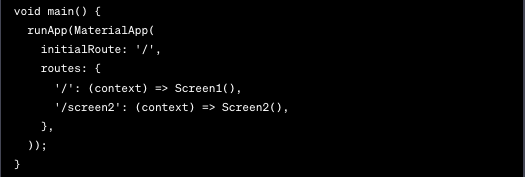 void main() {
  runApp(MaterialApp(
    initialRoute: '/',
    routes: {
      '/': (context) => Screen1(),
      '/screen2': (context) => Screen2(),
    },
  ));
}